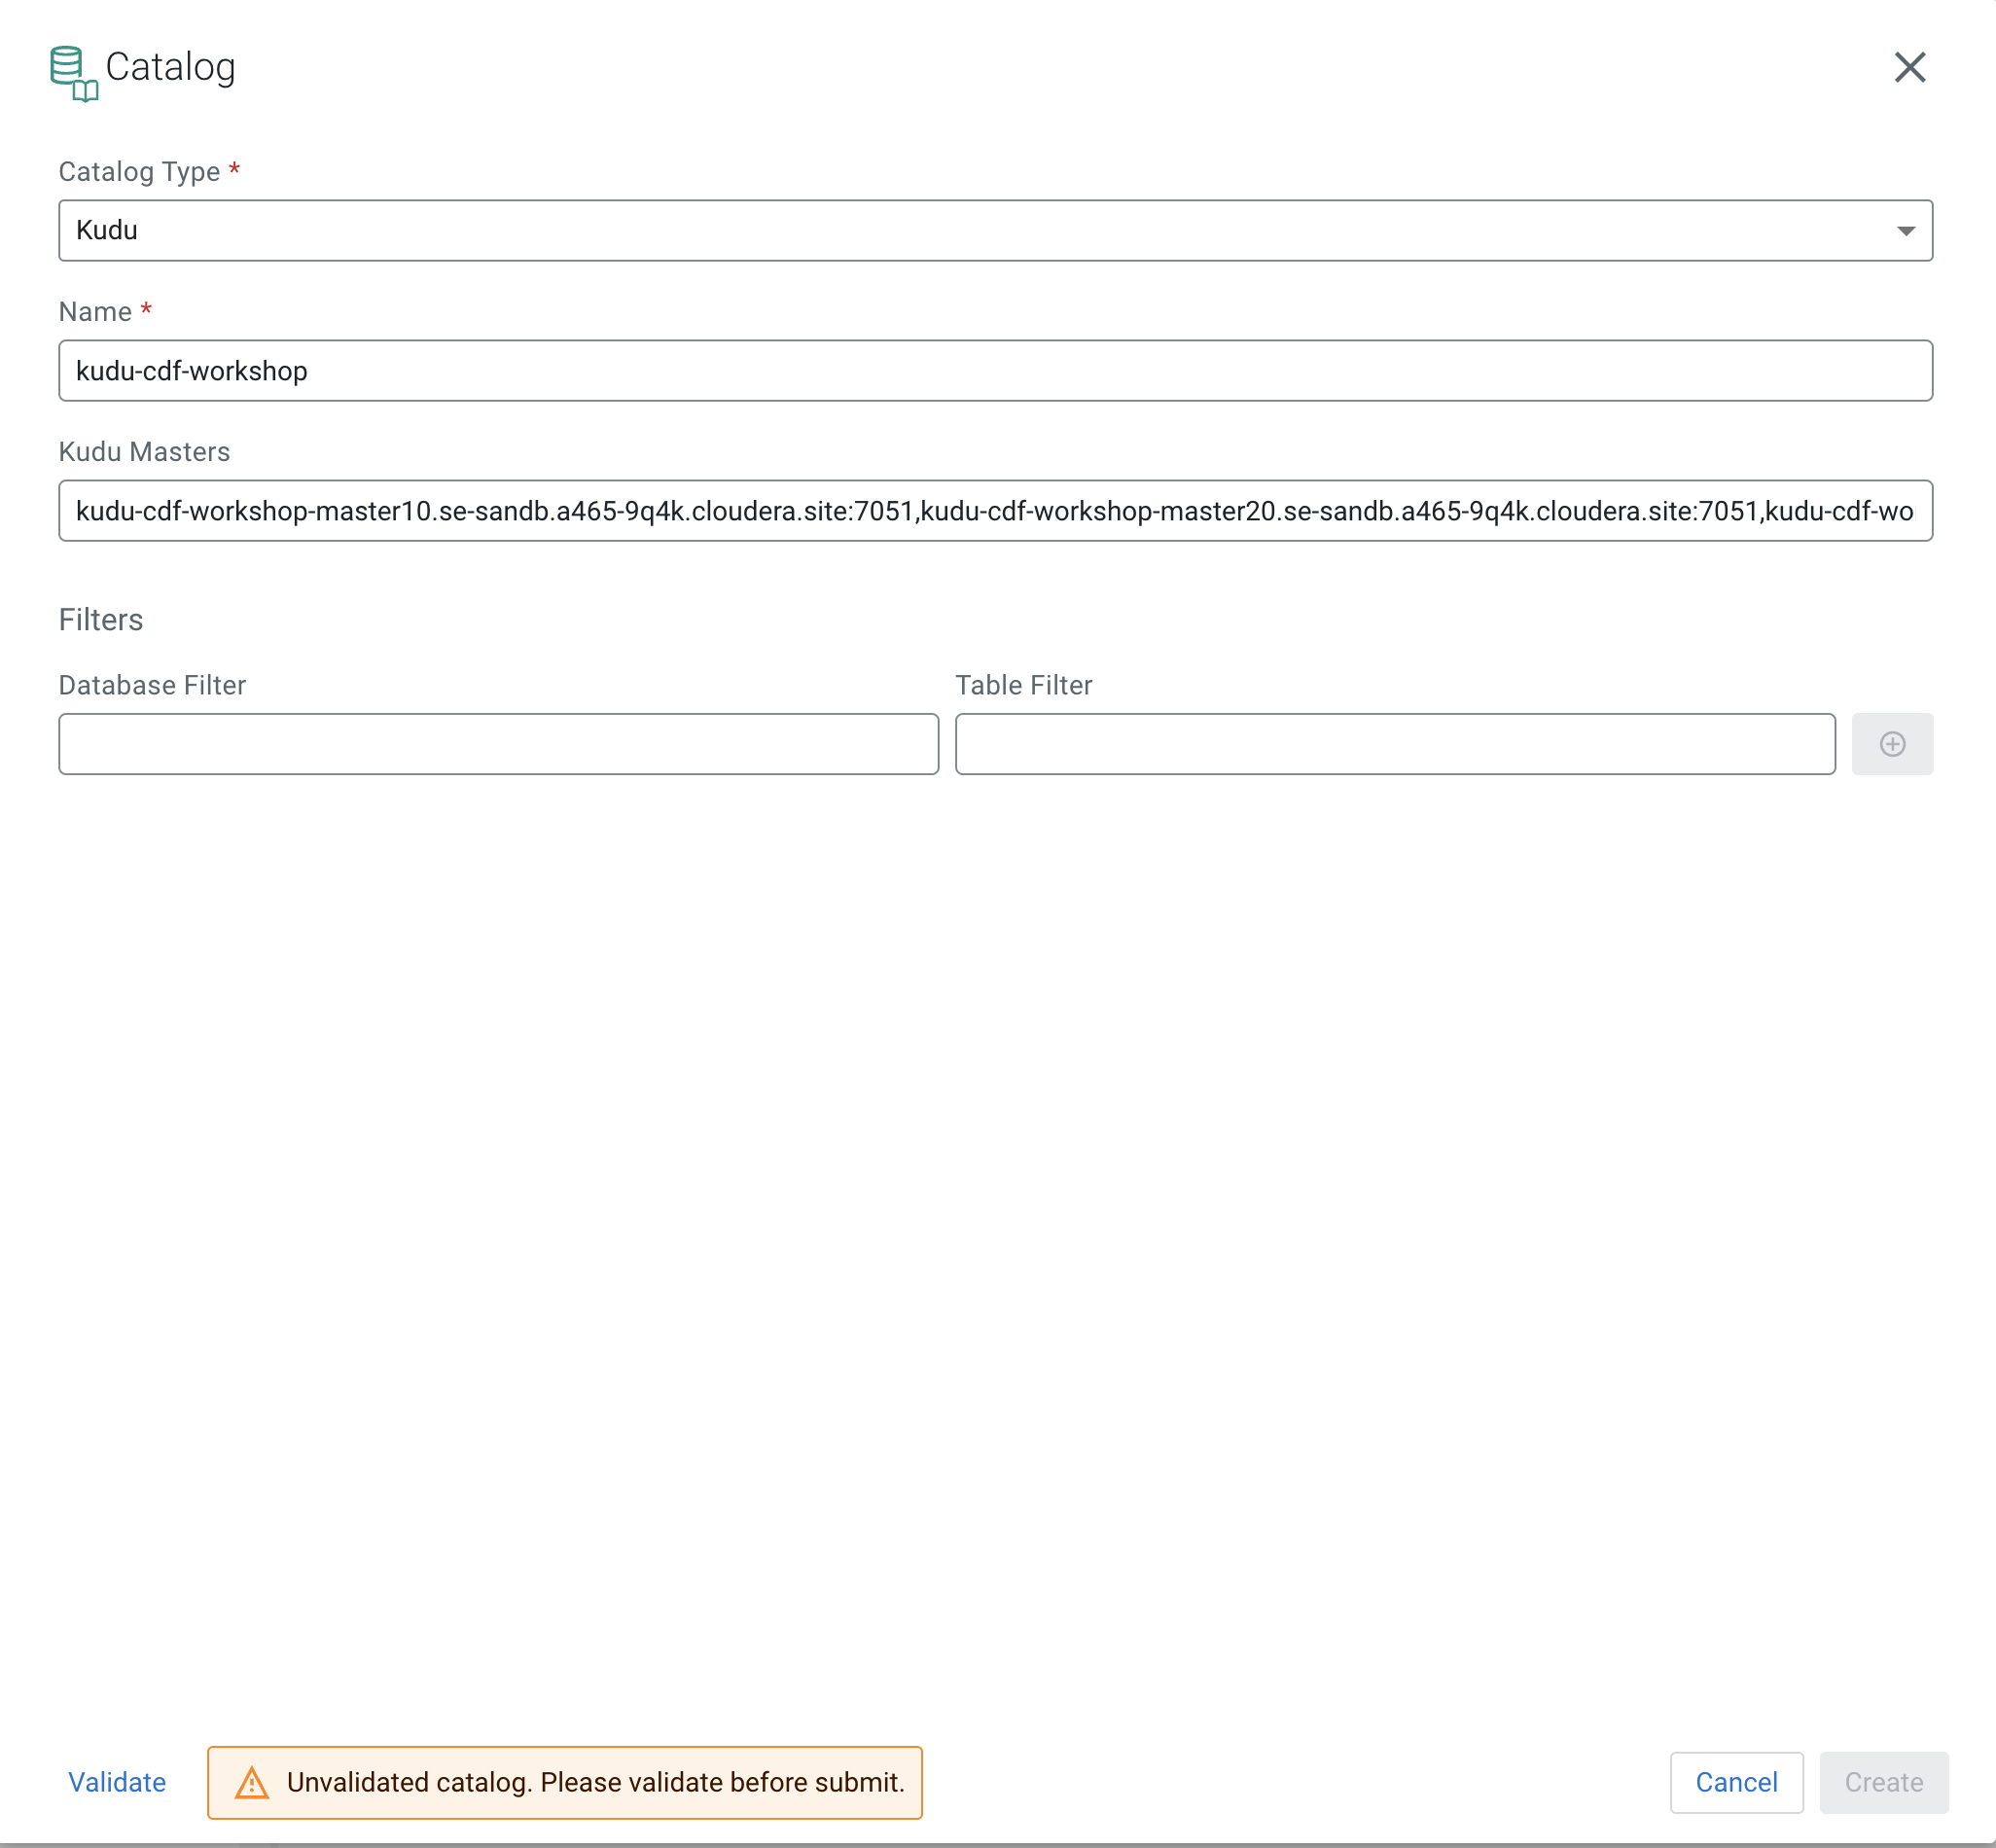 Catalog
Catalog Type *
Kudu
Name *
kudu-cdf-workshop
Kudu Masters
kudu-cdf-workshop-master10.se-sandb.a465-9q4k.cloudera.site:7051,kudu-cdf-workshop-master20.se-sandb.a465-9q4k.cloudera.site:7051,kudu-cdf-wo
Filters
Database Filter Table Filter
Validate Unvalidated catalog. Please validate before submit. Cancel Create